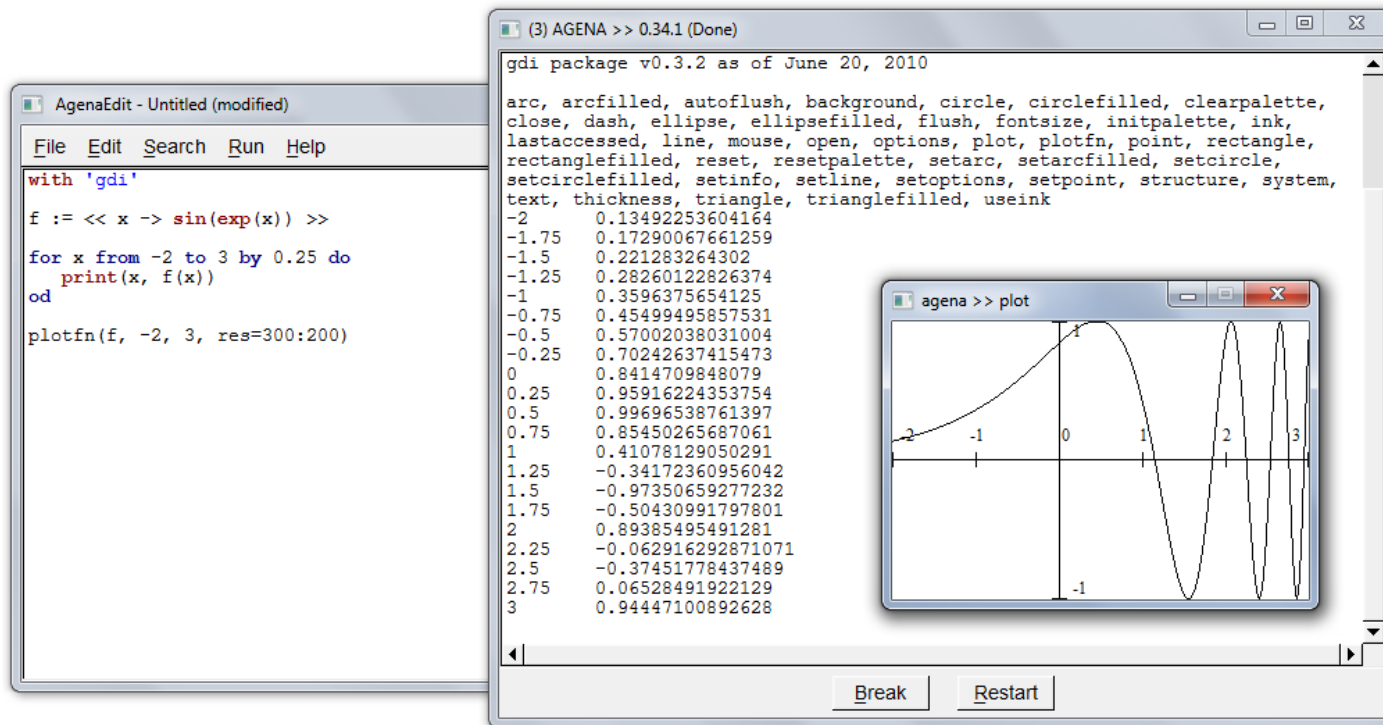 AgenaEdit - Untitled (modified)
File Edit Search Run Help
with 'gdi'
f := << x -> sin(exp(x)) >>
for x from -2 to 3 by 0.25 do
print(x, f(x))
od
plotfn(f, -2, 3, res=300:200)
(3) AGENA >> 0.34.1 (Done)
gdi package v0.3.2 as of June 20, 2010
arc, arcfilled, autoflush, background, circle, circlefilled, clearpalette,
close, dash, ellipse, ellipsefilled, flush, fontsize, initpalette, ink,
lastaccessed, line, mouse, open, options, plot, plotfn, point, rectangle,
rectanglefilled, reset, resetpalette, setarc, setarcfilled, setcircle,
setcirclefilled, setinfo, setline, setoptions, setpoint, structure, system,
text, thickness, triangle, trianglefilled, useink
-2 0.13492253604164
-1.75 0.17290067661259
-1.5 0.221283264302
-1.25 0.28260122826374
-1 0.3596375654125
-0.75 0.45499495857531
-0.5 0.57002038031004
-0.25 0.70242637415473
0 0.8414709848079
0.25 0.95916224353754
0.5 0.99696538761397
0.75 0.85450265687061
1 0.41078129050291
1.25 -0.34172360956042
1.5 -0.97350659277232
1.75 -0.50430991797801
2 0.89385495491281
2.25 -0.062916292871071
2.5 -0.37451778437489
2.75 0.06528491922129
3 0.94447100892628
agena >> plot
1
-2 -1 0 1 2 3
-1
Break Restart